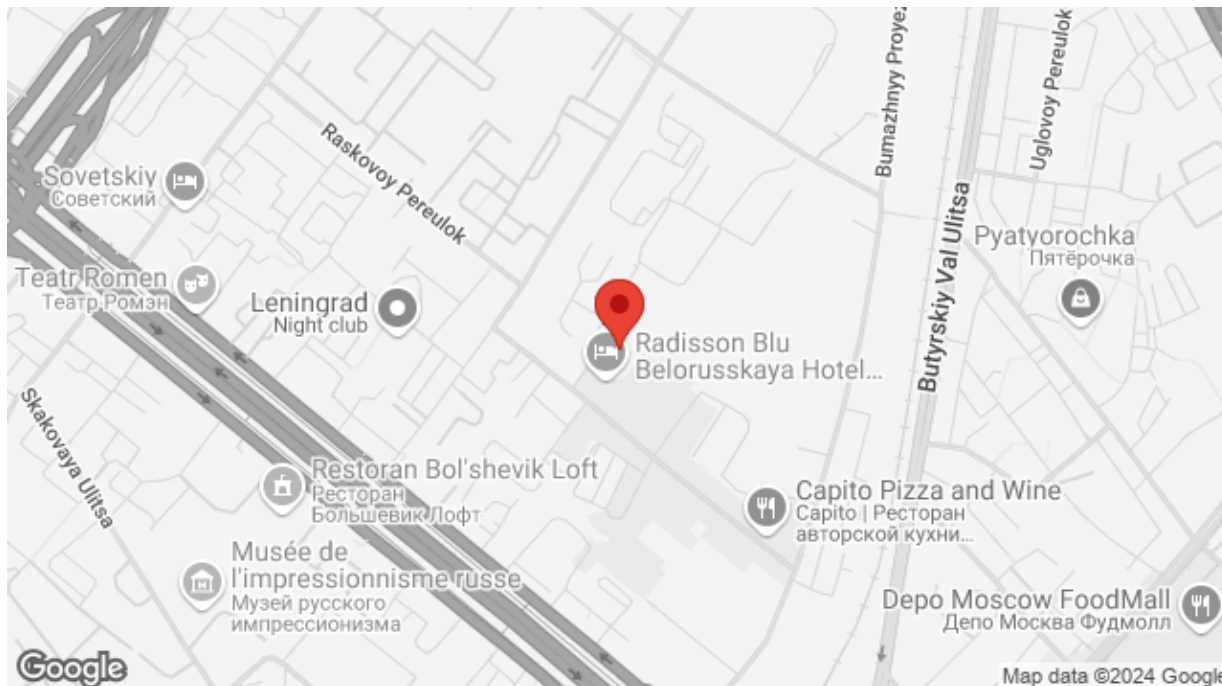 Bumazhnyy Proyez
Uglovoy Pereulok
Raskovoy Pereulok
Sovetskiy
Советский
Butyrskiy Val Ulitsa
Pyatyorochka
Пятёрочка
Teatr Romen
Театр Ромэн
Leningrad
Night club
Radisson Blu
Belorusskaya Hotel...
Skakovaya Ulitsa
Restoran Bol'shevik Loft
Ресторан
Большевик Лофт
Capito Pizza and Wine
Capito | Ресторан
авторской кухни...
Musée de
l'impressionnisme russe
Музей русского
импрессионизма
Depo Moscow FoodMall
Депо Москва Фудмолл
Google
Map data ©2024 Google